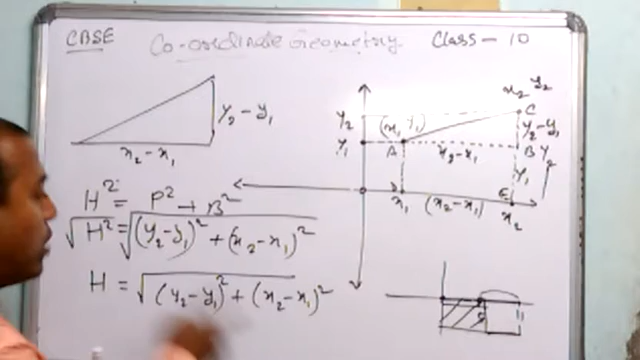 CBSE Co-ordinate Geometry Class - 10
y₂ - y₁
x₂ - x₁
H² = P² + B²
√H² = √(y₂ - y₁)² + (x₂ - x₁)²
H = √(y₂ - y₁)² + (x₂ - x₁)²
x₂ y₂
y₂ (x₁ y₁) C
y₂ - y₁
y₁ A x₂ - x₁ B y₂
y₁
E
x₁ (x₂ - x₁) x₂